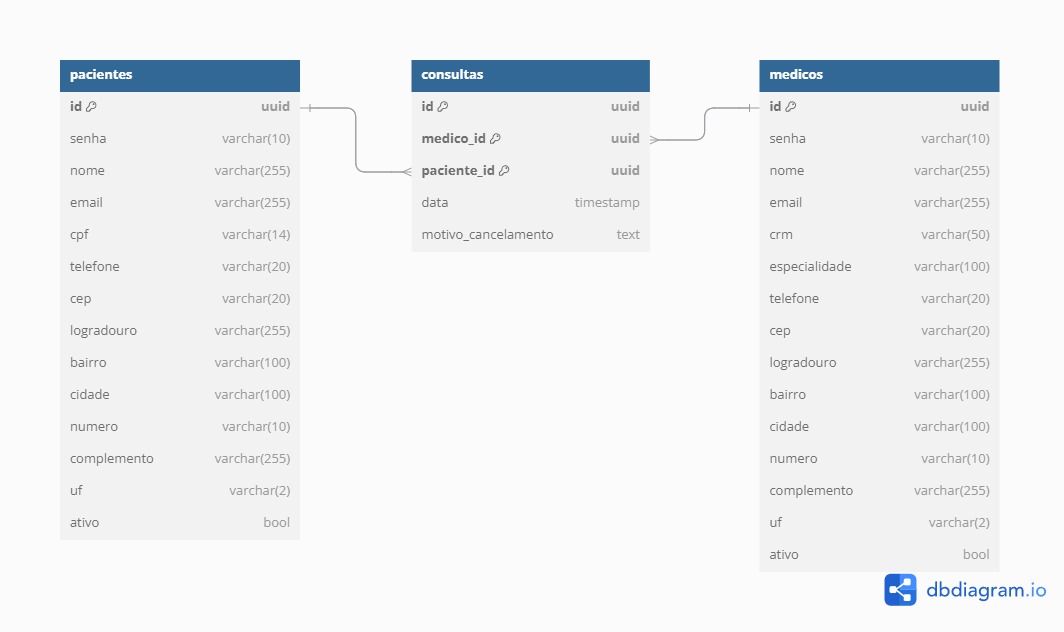 pacientes
id uuid
senha varchar(10)
nome varchar(255)
email varchar(255)
cpf varchar(14)
telefone varchar(20)
cep varchar(20)
logradouro varchar(255)
bairro varchar(100)
cidade varchar(100)
numero varchar(10)
complemento varchar(255)
uf varchar(2)
ativo bool
consultas
id uuid
medico_id uuid
paciente_id uuid
data timestamp
motivo_cancelamento text
medicos
id uuid
senha varchar(10)
nome varchar(255)
email varchar(255)
crm varchar(50)
especialidade varchar(100)
telefone varchar(20)
cep varchar(20)
logradouro varchar(255)
bairro varchar(100)
cidade varchar(100)
numero varchar(10)
complemento varchar(255)
uf varchar(2)
ativo bool
dbdiagram.io